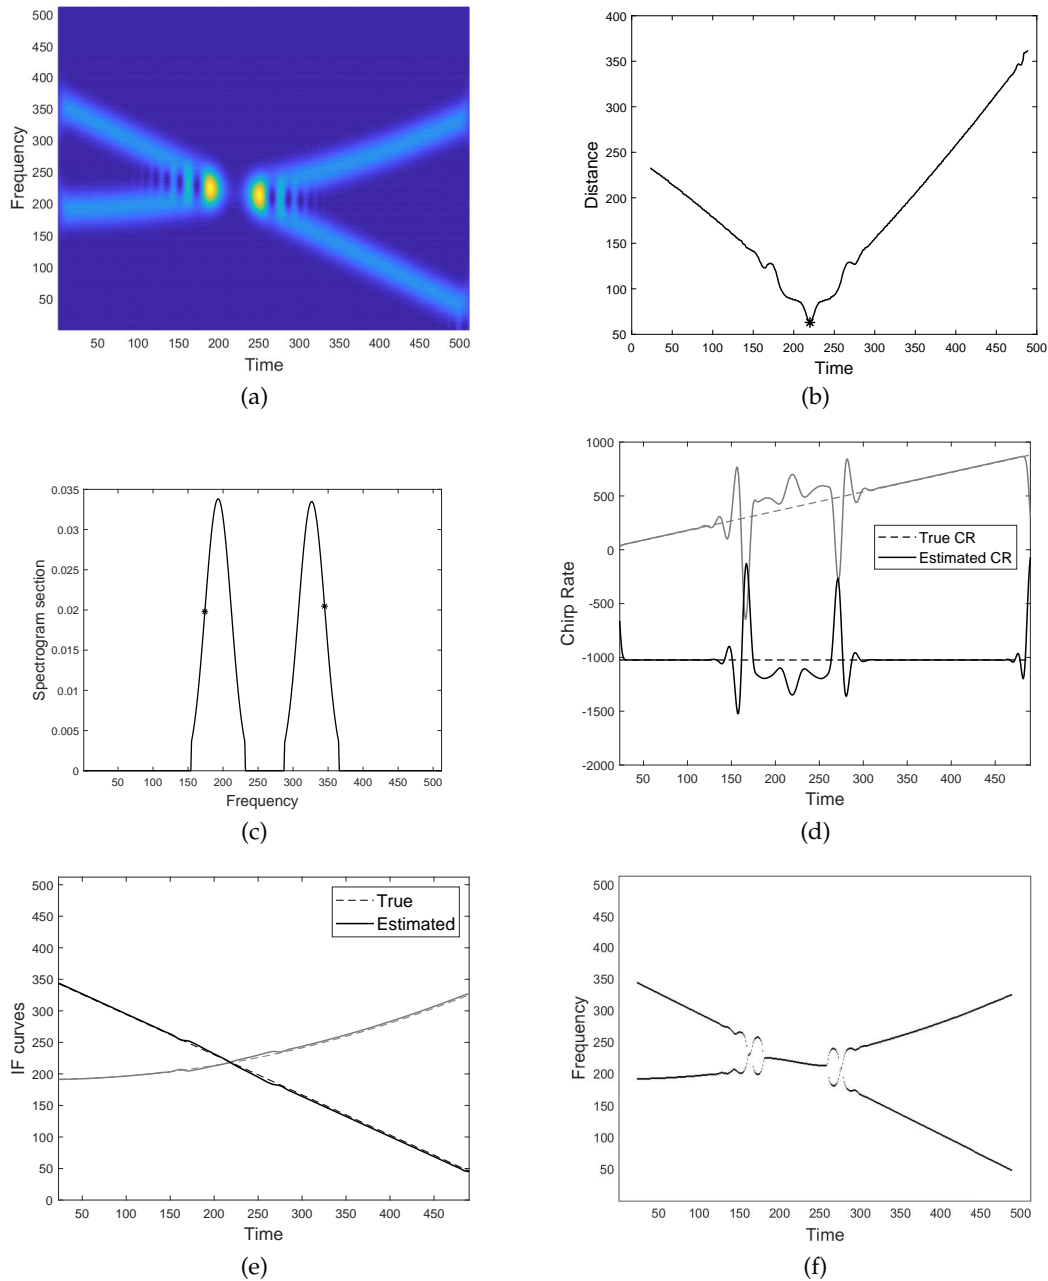 500
450
400
350
300
250
200
150
100
50
Frequency
50 100 150 200 250 300 350 400 450 500
Time
(a)
400
350
300
250
200
150
100
50
Distance
0 50 100 150 200 250 300 350 400 450 500
Time
(b)
0.035
0.03
0.025
0.02
0.015
0.01
0.005
0
Spectrogram section
50 100 150 200 250 300 350 400 450 500
Frequency
(c)
1000
500
0
-500
-1000
-1500
-2000
Chirp Rate
True CR
Estimated CR
50 100 150 200 250 300 350 400 450
Time
(d)
500
450
400
350
300
250
200
150
100
50
0
IF curves
True
Estimated
50 100 150 200 250 300 350 400 450
Time
(e)
500
450
400
350
300
250
200
150
100
50
Frequency
50 100 150 200 250 300 350 400 450 500
Time
(f)